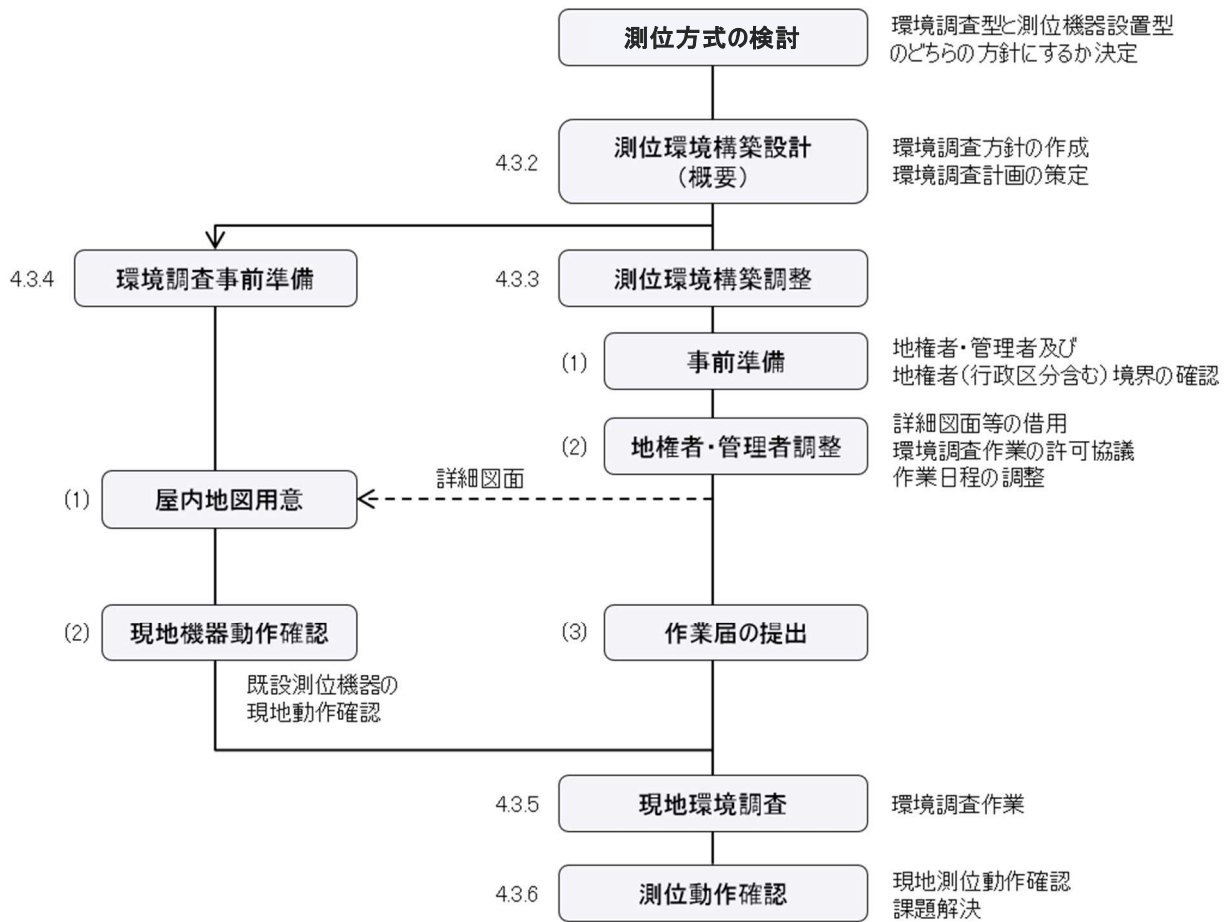 測位方式の検討
環境調査型と測位機器設置型
のどちらの方針にするか決定
4.3.2
測位環境構築設計
（概要）
環境調査方針の作成
環境調査計画の策定
4.3.4
環境調査事前準備
4.3.3
測位環境構築調整
(1)
事前準備
地権者・管理者及び
地権者（行政区分含む）境界の確認
(2)
地権者・管理者調整
詳細図面等の借用
環境調査作業の許可協議
作業日程の調整
詳細図面
(1)
屋内地図用意
(2)
現地機器動作確認
(3)
作業届の提出
既設測位機器の
現地動作確認
4.3.5
現地環境調査
環境調査作業
4.3.6
測位動作確認
現地測位動作確認
課題解決